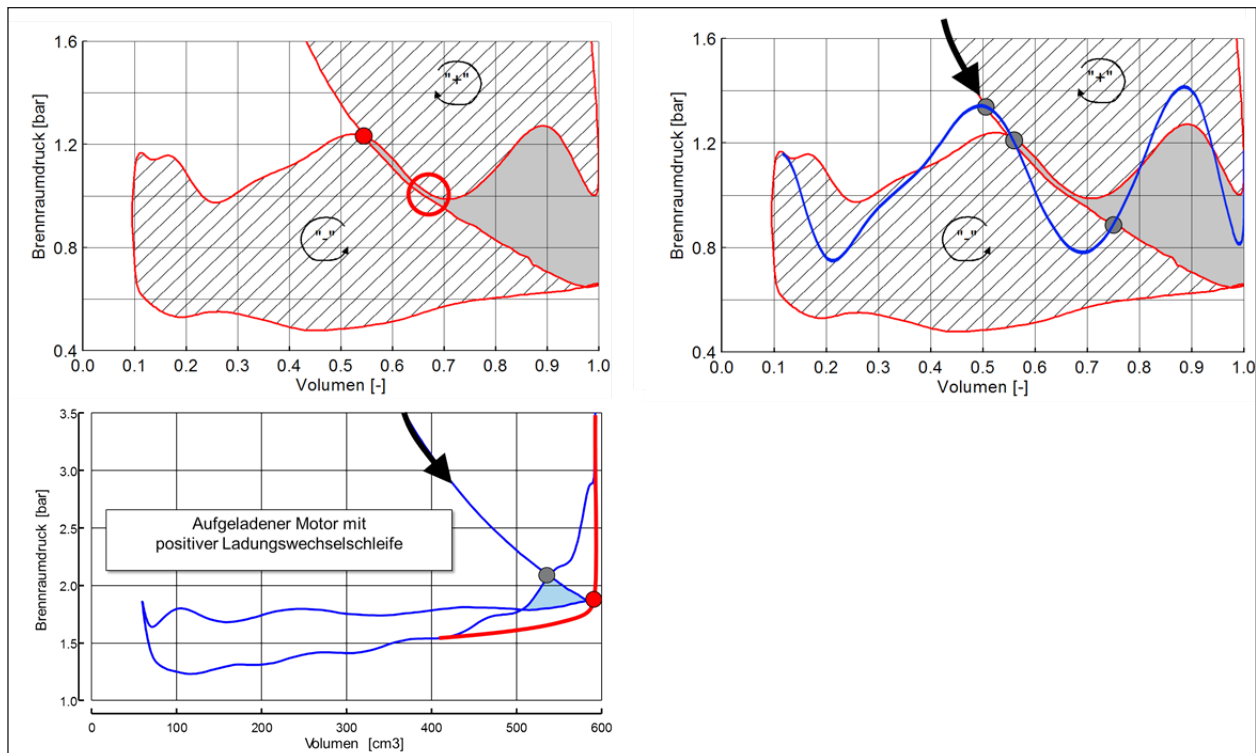 1.6
1.2
0.8
0.4
Brennraumdruck [bar]
"+"
"-"
0.0 0.1 0.2 0.3 0.4 0.5 0.6 0.7 0.8 0.9 1.0
Volumen [-]
1.6
1.2
0.8
0.4
Brennraumdruck [bar]
"+"
"-"
0.0 0.1 0.2 0.3 0.4 0.5 0.6 0.7 0.8 0.9 1.0
Volumen [-]
3.5
3.0
2.5
2.0
1.5
1.0
Brennraumdruck [bar]
Aufgeladener Motor mit
positiver Ladungswechselschleife
0 100 200 300 400 500 600
Volumen [cm3]